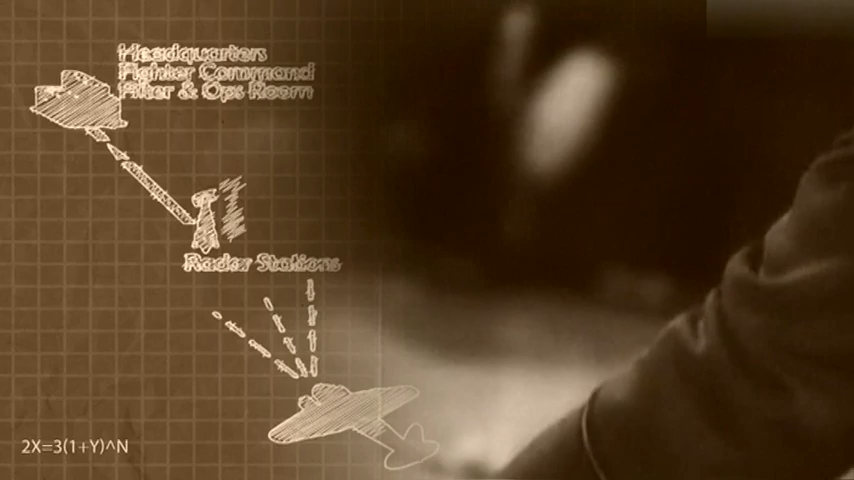 Headquarters
Fighter Command
Filter & Ops Room
Radar Stations
2X=3(1+Y)^N